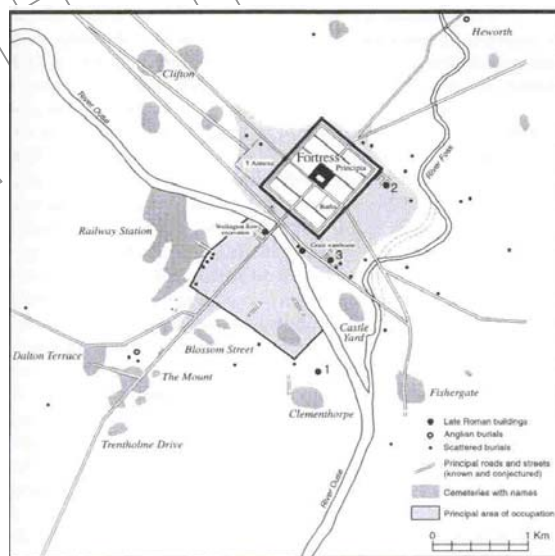 Heworth
Clifton
River Ouse
River Foss
Fortress
Principia
? Annexe
Baths
2
Railway Station
Wellington Row
excavation
Grain warehouse
3
Castle
Yard
Blossom Street
Dalton Terrace
The Mount
1
Clementhorpe
Fishergate
Trentholme Drive
River Ouse
Late Roman buildings
Anglian burials
Scattered burials
Principal roads and streets
(known and conjectured)
Cemeteries with names
Principal area of occupation
0 1 Km